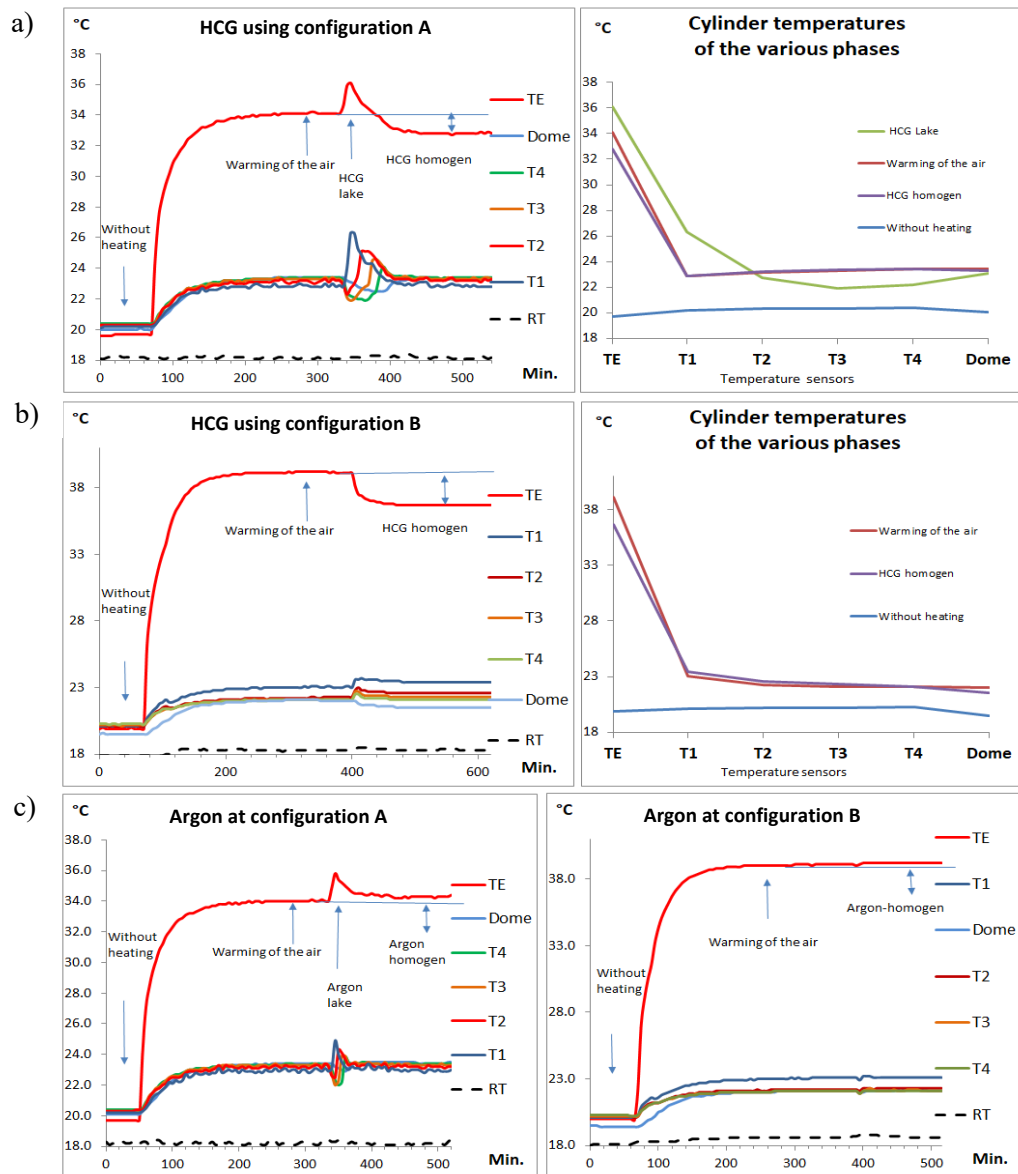 a)
°C
HCG using configuration A
38
36
34
32
30
28
26
24
22
20
18
0
100
200
300
400
500
Min.
Without
heating
Warming of the air
HCG
lake
HCG homogen
TE
Dome
T4
T3
T2
T1
RT
°C
Cylinder temperatures
of the various phases
38
36
34
32
30
28
26
24
22
20
18
HCG Lake
Warming of the air
HCG homogen
Without heating
TE
T1
T2
T3
T4
Dome
Temperature sensors
b)
°C
HCG using configuration B
38
33
28
23
18
0
200
400
600
Min.
Without
heating
Warming of the air
HCG homogen
TE
T1
T2
T3
T4
Dome
RT
°C
Cylinder temperatures
of the various phases
38
33
28
23
18
Warming of the air
HCG homogen
Without heating
TE
T1
T2
T3
T4
Dome
Temperature sensors
c)
°C
Argon at configuration A
38.0
36.0
34.0
32.0
30.0
28.0
26.0
24.0
22.0
20.0
18.0
0
100
200
300
400
500
Min.
Without
heating
Warming of the air
Argon
lake
Argon
homogen
TE
Dome
T4
T3
T2
T1
RT
°C
Argon at configuration B
38.0
33.0
28.0
23.0
18.0
0
100
200
300
400
500
Min.
Without
heating
Warming of the air
Argon-homogen
TE
T1
Dome
T2
T3
T4
RT